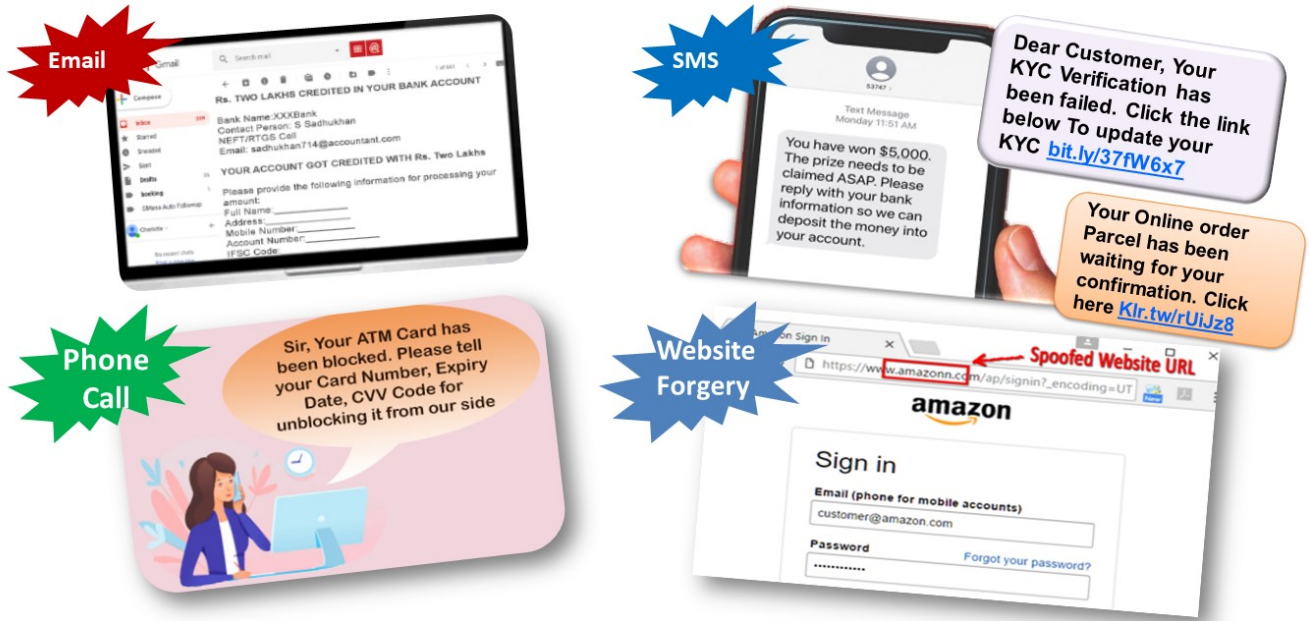 Email
Gmail
Search mail
Compose
Inbox
Starred
Snoozed
Sent
Drafts
booking
GMass Auto Followup
Charlotte
No recent chats
Rs. TWO LAKHS CREDITED IN YOUR BANK ACCOUNT
Bank Name:XXXBank
Contact Person: S Sadhukhan
NEFT/RTGS Cell
Email: sadhukhan714@accountant.com
YOUR ACCOUNT GOT CREDITED WITH Rs. Two Lakhs
Please provide the following information for processing your
amount:
Full Name:
Address:
Mobile Number:
Account Number:
IFSC Code:
SMS
53747
Text Message
Monday 11:51 AM
You have won $5,000.
The prize needs to be
claimed ASAP. Please
reply with your bank
information so we can
deposit the money into
your account.
Dear Customer, Your
KYC Verification has
been failed. Click the link
below To update your
KYC bit.ly/37fW6x7
Your Online order
Parcel has been
waiting for your
confirmation. Click
here Klr.tw/rUiJz8
Phone
Call
Sir, Your ATM Card has
been blocked. Please tell
your Card Number, Expiry
Date, CVV Code for
unblocking it from our side
Website
Forgery
Amazon Sign In
Spoofed Website URL
https://www.amazonn.com/ap/signin?_encoding=UT
New
amazon
Sign in
Email (phone for mobile accounts)
customer@amazon.com
Password
Forgot your password?